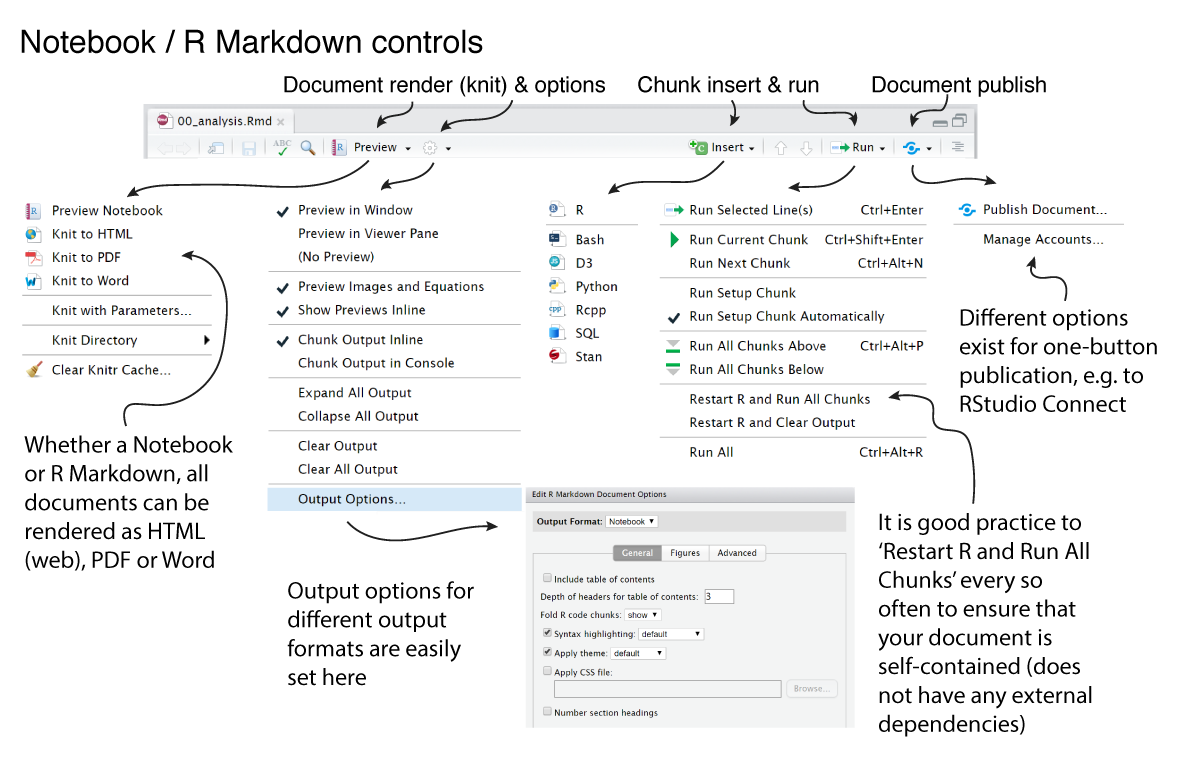 Notebook / R Markdown controls
Document render (knit) & options
Chunk insert & run
Document publish
00_analysis.Rmd
ABC
R
Preview
C
Insert
Run
Preview Notebook
Knit to HTML
Knit to PDF
Knit to Word
Knit with Parameters...
Knit Directory
Clear Knitr Cache...
Whether a Notebook
or R Markdown, all
documents can be
rendered as HTML
(web), PDF or Word
Preview in Window
Preview in Viewer Pane
(No Preview)
Preview Images and Equations
Show Previews Inline
Chunk Output Inline
Chunk Output in Console
Expand All Output
Collapse All Output
Clear Output
Clear All Output
Output Options...
Output options for
different output
formats are easily
set here
R
Bash
D3
Python
Rcpp
SQL
Stan
Run Selected Line(s) Ctrl+Enter
Run Current Chunk Ctrl+Shift+Enter
Run Next Chunk Ctrl+Alt+N
Run Setup Chunk
Run Setup Chunk Automatically
Run All Chunks Above Ctrl+Alt+P
Run All Chunks Below
Restart R and Run All Chunks
Restart R and Clear Output
Run All Ctrl+Alt+R
Edit R Markdown Document Options
Output Format: Notebook
General Figures Advanced
Include table of contents
Depth of headers for table of contents: 3
Fold R code chunks: show
Syntax highlighting: default
Apply theme: default
Apply CSS file:
Browse...
Number section headings
Publish Document...
Manage Accounts...
Different options
exist for one-button
publication, e.g. to
RStudio Connect
It is good practice to
‘Restart R and Run All
Chunks’ every so
often to ensure that
your document is
self-contained (does
not have any external
dependencies)